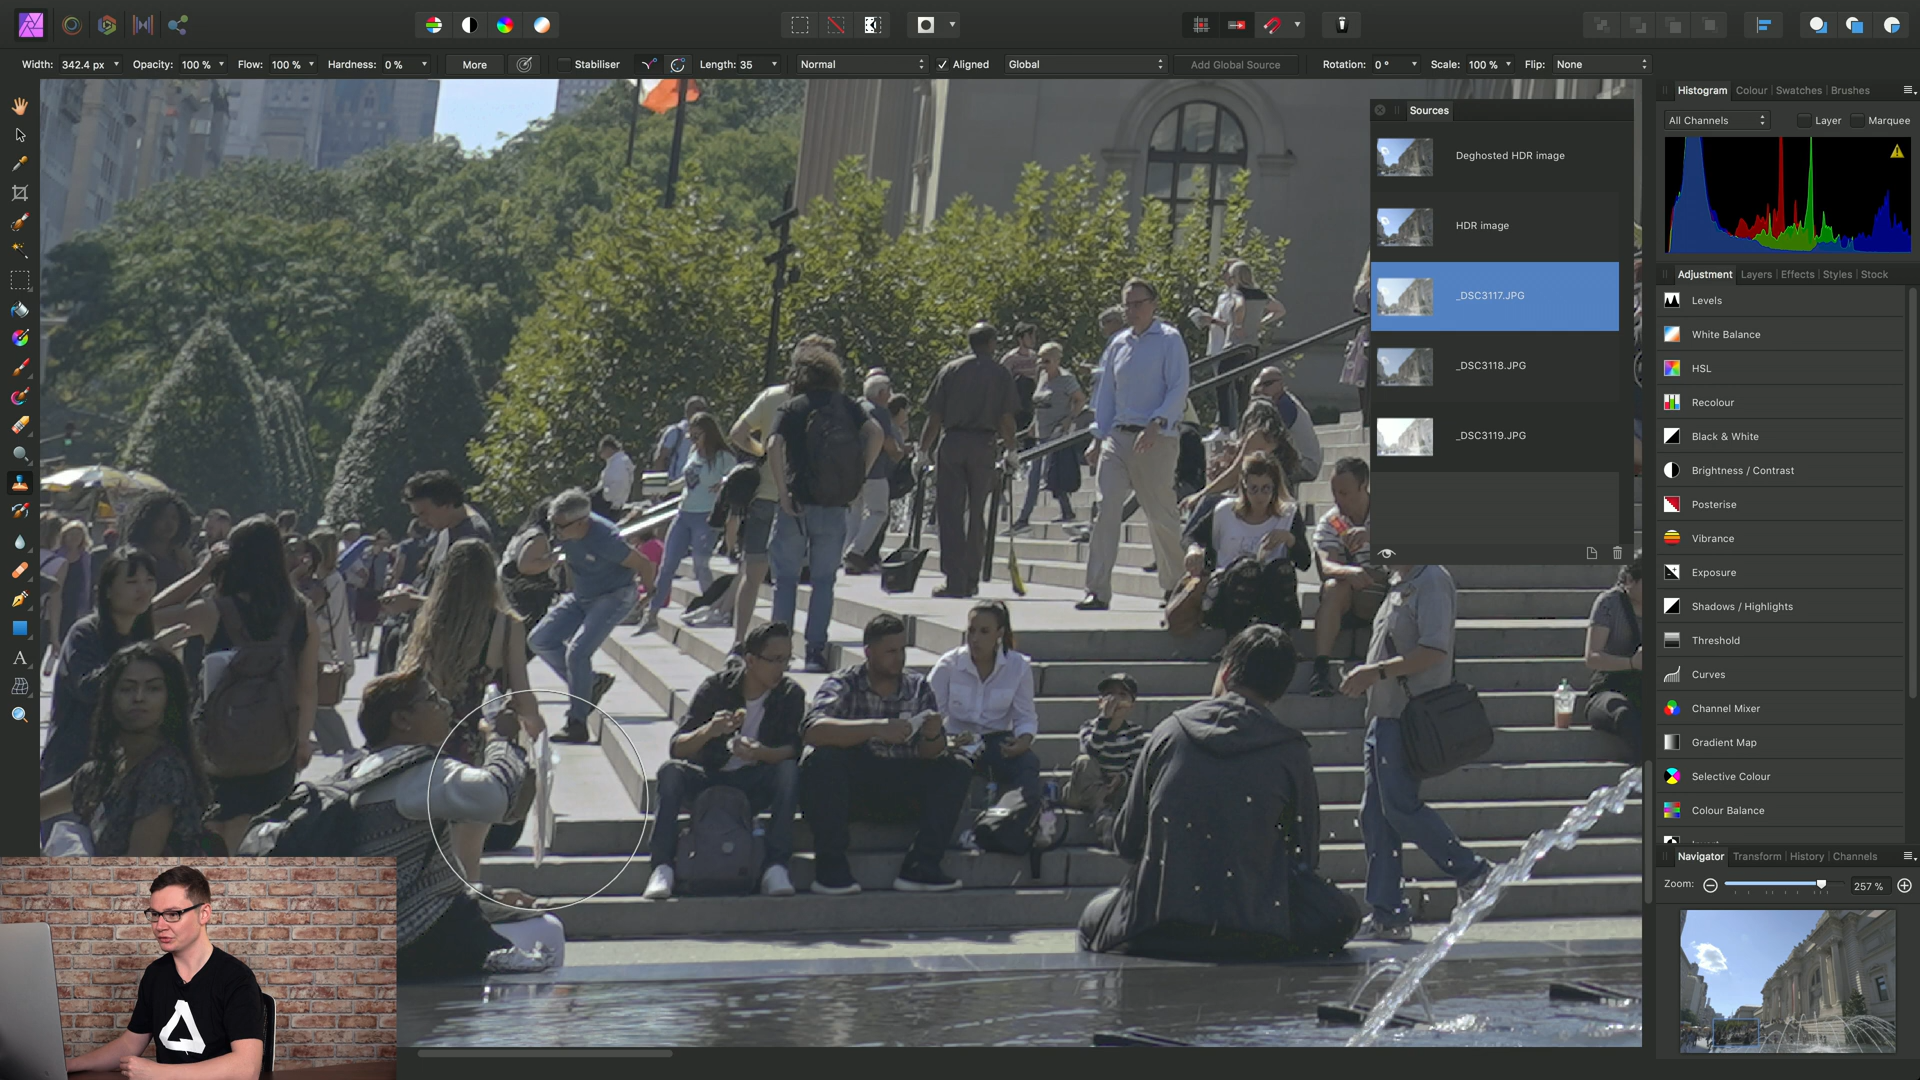 Width: 342.4 px Opacity: 100 % Flow: 100 % Hardness: 0 % More Stabiliser Length: 35 Normal Aligned Global Add Global Source Rotation: 0 ° Scale: 100 % Flip: None
Sources
Deghosted HDR image
HDR image
_DSC3117.JPG
_DSC3118.JPG
_DSC3119.JPG
Histogram Colour Swatches Brushes
All Channels Layer Marquee
Adjustment Layers Effects Styles Stock
Levels
White Balance
HSL
Recolour
Black & White
Brightness / Contrast
Posterise
Vibrance
Exposure
Shadows / Highlights
Threshold
Curves
Channel Mixer
Gradient Map
Selective Colour
Colour Balance
Navigator Transform History Channels
Zoom: 257 %